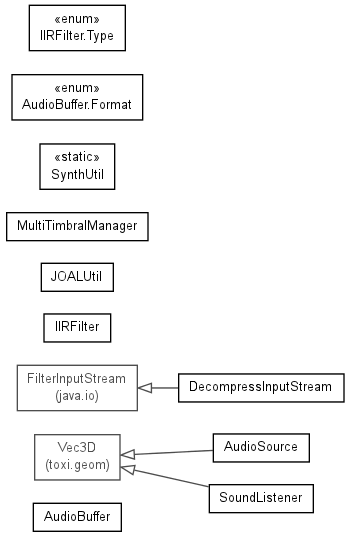 «enum»
IIRFilter.Type
«enum»
AudioBuffer.Format
«static»
SynthUtil
MultiTimbralManager
JOALUtil
IIRFilter
FilterInputStream
(java.io)
DecompressInputStream
Vec3D
(toxi.geom)
AudioSource
SoundListener
AudioBuffer